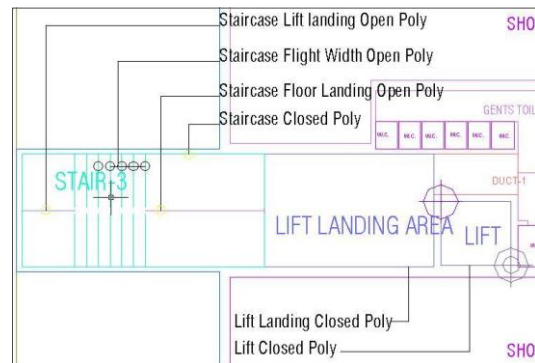 Staircase Lift landing Open Poly
SHO
Staircase Flight Width Open Poly
Staircase Floor Landing Open Poly
GENTS TOIL
Staircase Closed Poly
W.C. W.C. W.C. W.C. W.C. W.C.
STAIR-3
DUCT-1
LIFT LANDING AREA
LIFT
Lift Landing Closed Poly
Lift Closed Poly
SHO